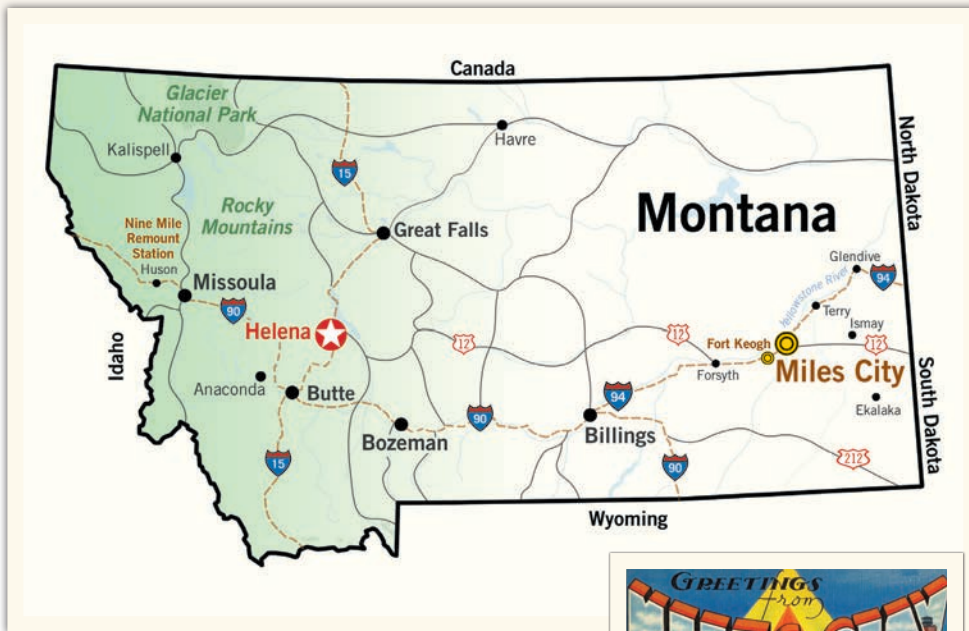 Canada
Glacier
National Park
Kalispell
Havre
North Dakota
15
Rocky
Mountains
Montana
Nine Mile
Remount
Station
Huson
Great Falls
Glendive
94
Yellowstone River
Missoula
90
Terry
Ismay
Helena
12
12
Fort Keogh
12
Idaho
Forsyth
Miles City
South Dakota
Anaconda
Butte
94
Ekalaka
90
Bozeman
Billings
15
90
212
Wyoming
GREETINGS
from